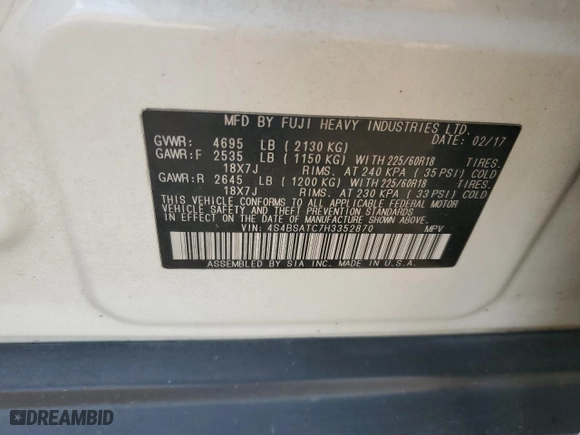 MFD BY FUJI HEAVY INDUSTRIES LTD.
DATE: 02/17
GVWR: 4695 LB ( 2130 KG)
GAWR:F 2535 LB ( 1150 KG) WITH 225/60R18 TIRES.
18X7J RIMS. AT 240 KPA ( 35 PSI) COLD
GAWR:R 2645 LB ( 1200 KG) WITH 225/60R18 TIRES.
18X7J RIMS. AT 230 KPA ( 33 PSI) COLD
THIS VEHICLE CONFORMS TO ALL APPLICABLE FEDERAL MOTOR
VEHICLE SAFETY, AND THEFT PREVENTION STANDARDS IN EFFECT
ON THE DATE OF MANUFACTURE SHOWN ABOVE.
VIN: 4S4BSATC7H3352870 MPV
ASSEMBLED BY SIA INC. MADE IN U.S.A.
DREAMBID